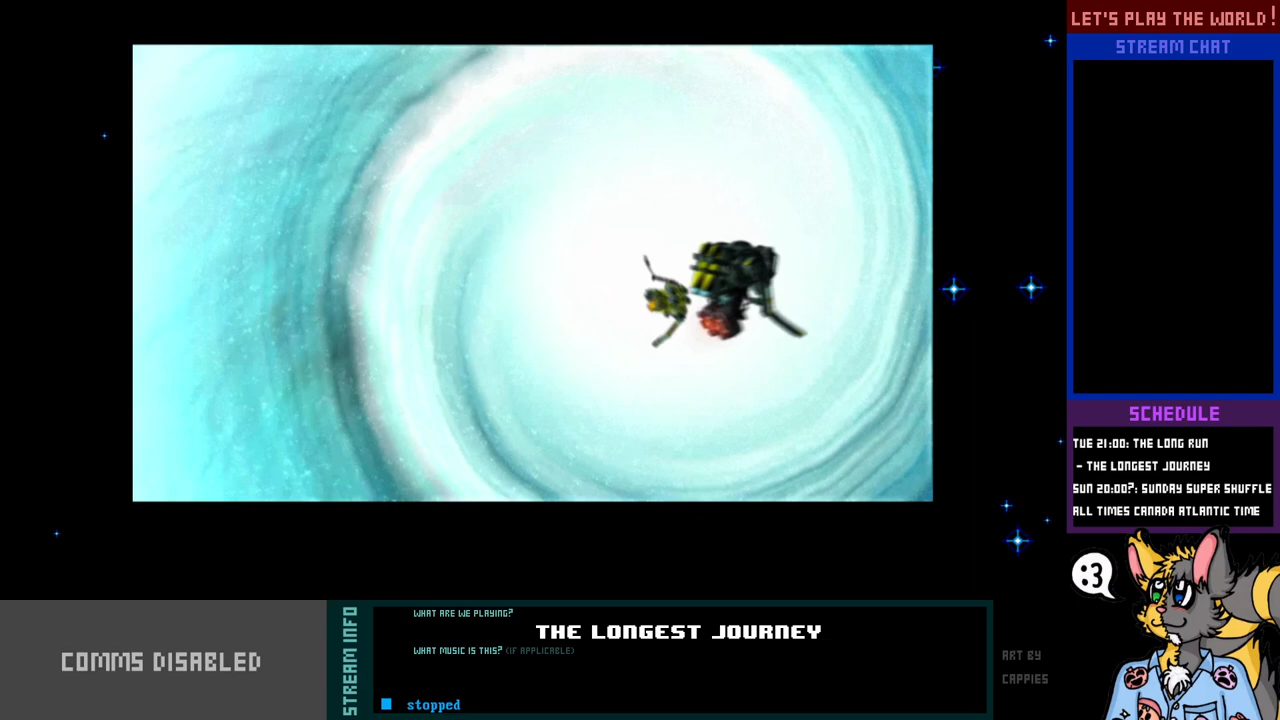 LET'S PLAY THE WORLD!
STREAM CHAT
SCHEDULE
TUE 21:00: THE LONG RUN
- THE LONGEST JOURNEY
SUN 20:00?: SUNDAY SUPER SHUFFLE
ALL TIMES CANADA ATLANTIC TIME
:3
COMMS DISABLED
STREAM INFO
WHAT ARE WE PLAYING?
THE LONGEST JOURNEY
WHAT MUSIC IS THIS? (IF APPLICABLE)
stopped
ART BY
CAPPIES